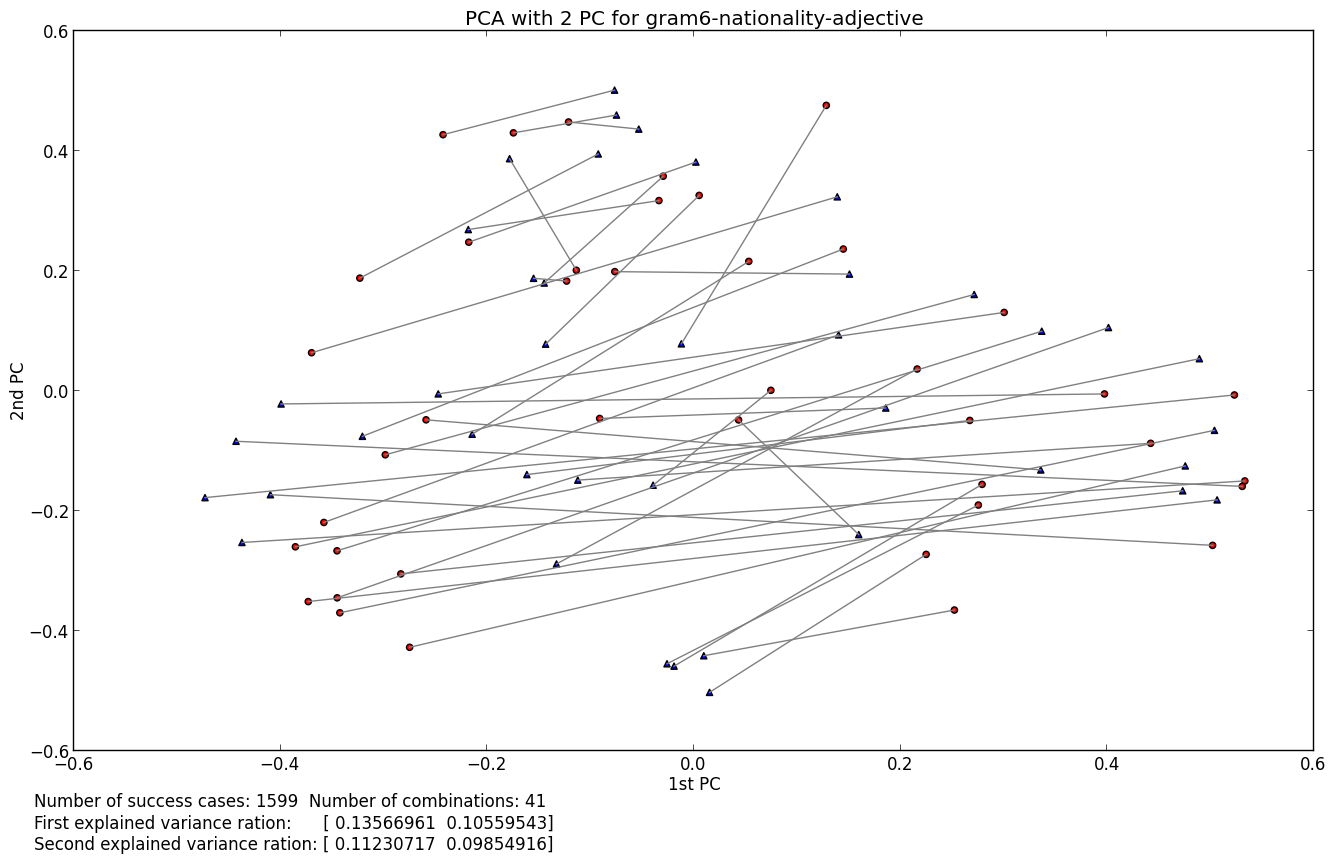 PCA with 2 PC for gram6-nationality-adjective
0.6
0.4
0.2
0.0
−0.2
−0.4
−0.6
2nd PC
−0.6 −0.4 −0.2 0.0 0.2 0.4 0.6
1st PC
Number of success cases: 1599 Number of combinations: 41
First explained variance ration: [ 0.13566961 0.10559543]
Second explained variance ration: [ 0.11230717 0.09854916]